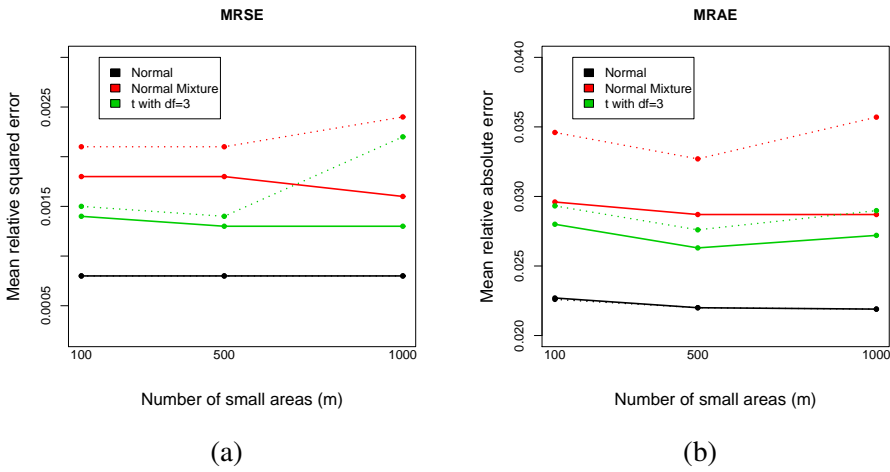 MRSE
Mean relative squared error
0.0025
0.0015
0.0005
Normal
Normal Mixture
t with df=3
100
500
1000
Number of small areas (m)
(a)
MRAE
Mean relative absolute error
0.040
0.035
0.030
0.025
0.020
Normal
Normal Mixture
t with df=3
100
500
1000
Number of small areas (m)
(b)